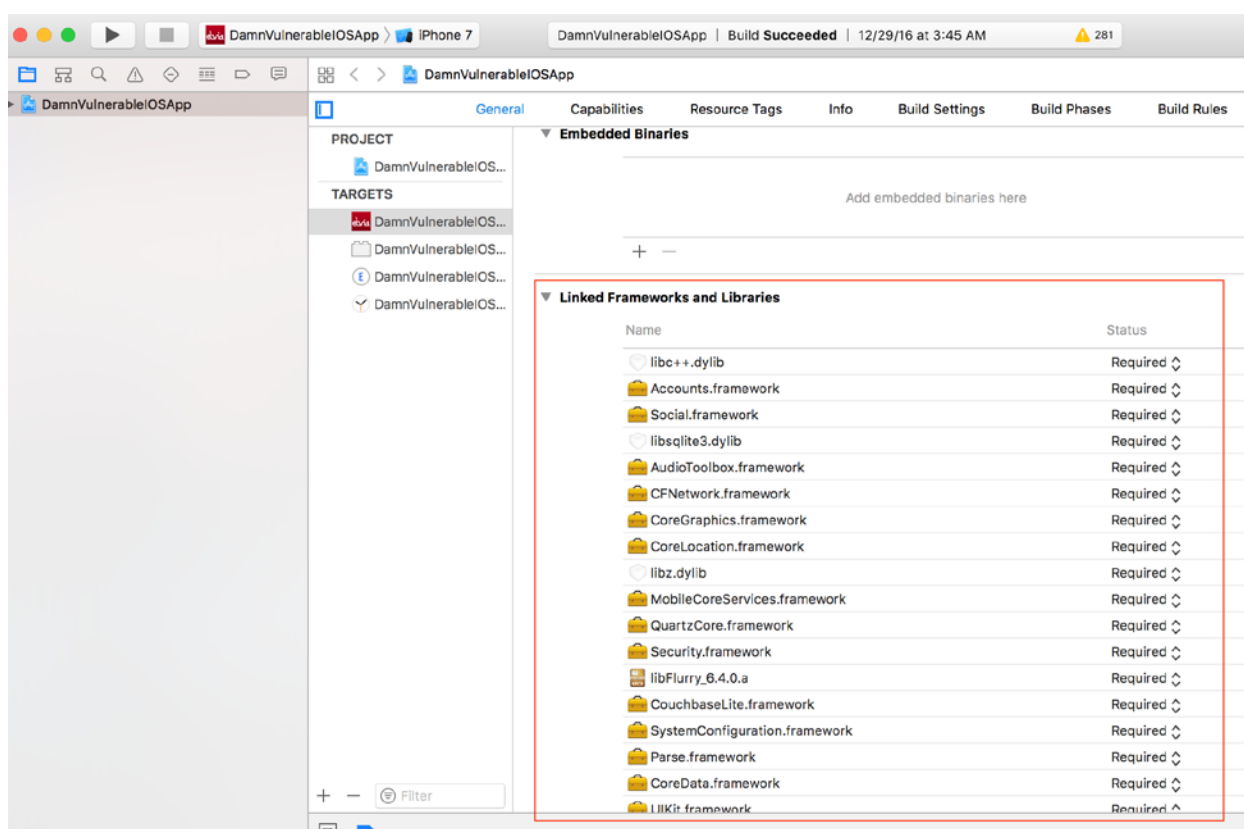 DamnVulnerableIOSApp iPhone 7
DamnVulnerableIOSApp | Build Succeeded | 12/29/16 at 3:45 AM
281
DamnVulnerableIOSApp
DamnVulnerableIOSApp
General Capabilities Resource Tags Info Build Settings Build Phases Build Rules
PROJECT
DamnVulnerableIOS...
TARGETS
DamnVulnerableIOS...
DamnVulnerableIOS...
DamnVulnerableIOS...
DamnVulnerableIOS...
Filter
Embedded Binaries
Add embedded binaries here
Linked Frameworks and Libraries
Name Status
libc++.dylib Required
Accounts.framework Required
Social.framework Required
libsqlite3.dylib Required
AudioToolbox.framework Required
CFNetwork.framework Required
CoreGraphics.framework Required
CoreLocation.framework Required
libz.dylib Required
MobileCoreServices.framework Required
QuartzCore.framework Required
Security.framework Required
libFlurry_6.4.0.a Required
CouchbaseLite.framework Required
SystemConfiguration.framework Required
Parse.framework Required
CoreData.framework Required
UIKit.framework Required